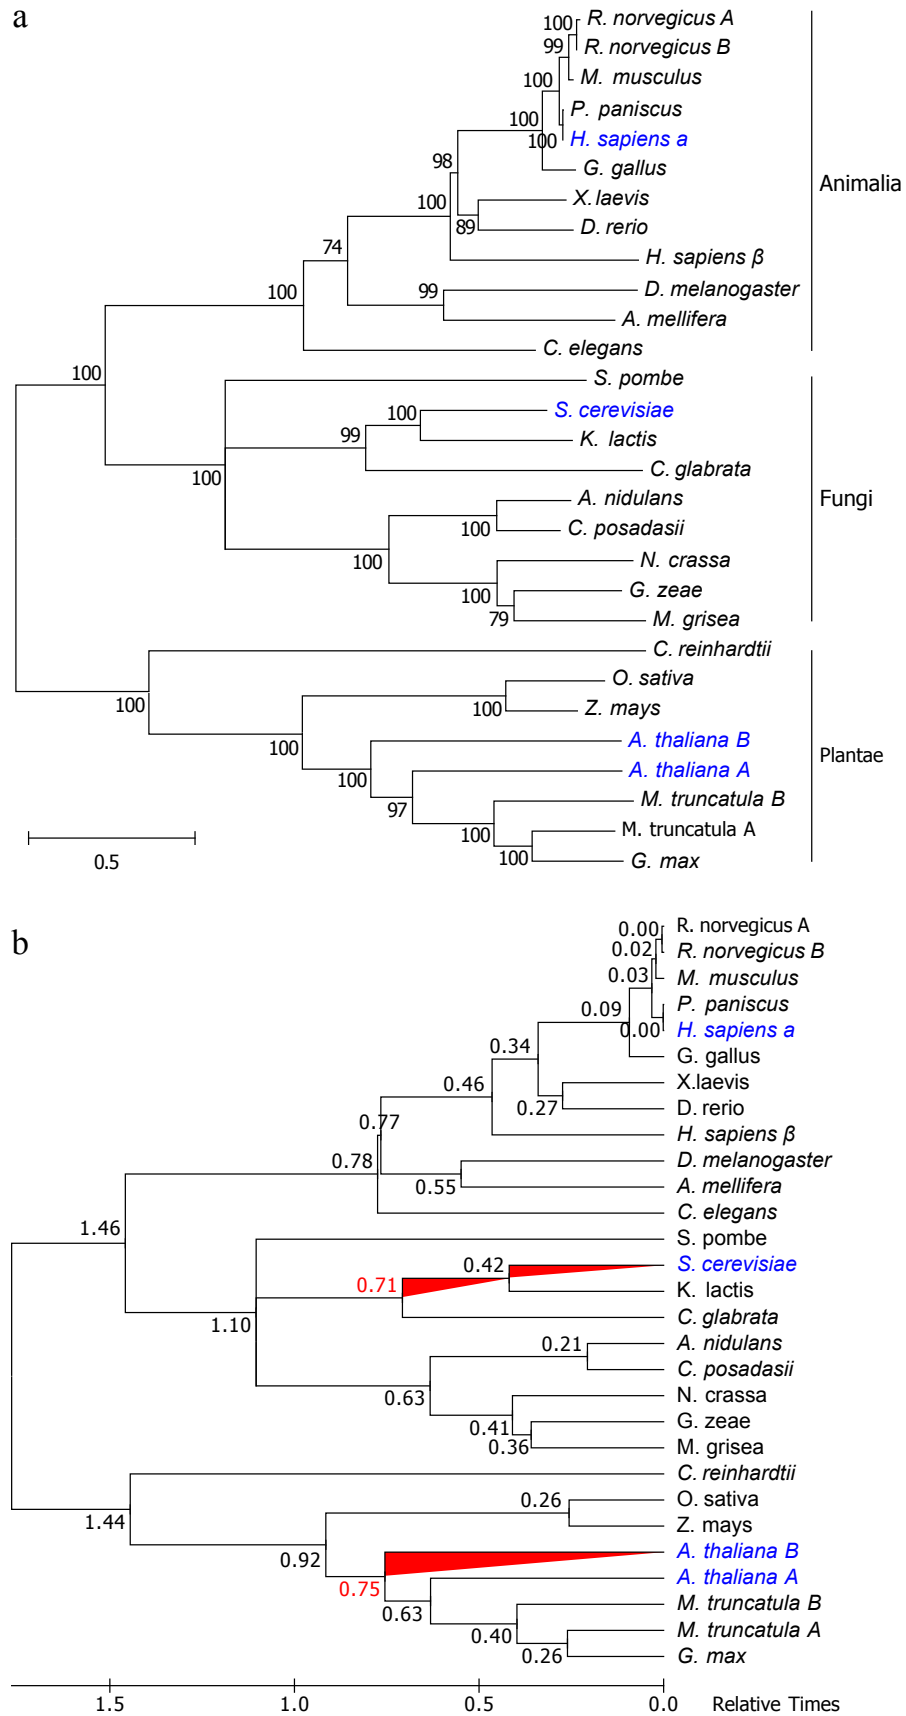 a
100 R. norvegicus A
99 R. norvegicus B
100 M. musculus
100 P. paniscus
100 H. sapiens a
98 G. gallus
100 X.laevis
89 D. rerio
74 H. sapiens β
Animalia
100 99 D. melanogaster
A. mellifera
C. elegans
100 S. pombe
100 S. cerevisiae
99 K. lactis
100 C. glabrata
A. nidulans
Fungi
100 C. posadasii
100 N. crassa
100 G. zeae
79 M. grisea
C. reinhardtii
100 O. sativa
100 Z. mays
100 A. thaliana B
100 A. thaliana A
Plantae
97 M. truncatula B
100 M. truncatula A
100 G. max
0.5
b
0.00 R. norvegicus A
0.02 R. norvegicus B
0.03 M. musculus
0.09 P. paniscus
0.00 H. sapiens a
0.34 G. gallus
0.46 X.laevis
0.27 D. rerio
0.77 H. sapiens β
0.78 D. melanogaster
0.55 A. mellifera
C. elegans
1.46 S. pombe
0.42 S. cerevisiae
0.71 K. lactis
1.10 C. glabrata
0.21 A. nidulans
C. posadasii
0.63 N. crassa
0.41 G. zeae
0.36 M. grisea
C. reinhardtii
1.44 0.26 O. sativa
Z. mays
0.92 A. thaliana B
0.75 A. thaliana A
0.63 M. truncatula B
0.40 M. truncatula A
0.26 G. max
1.5 1.0 0.5 0.0 Relative Times